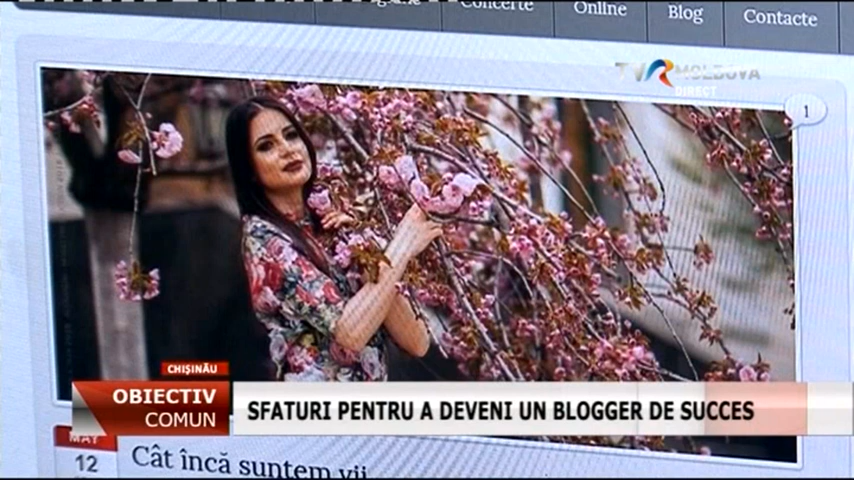 Concerte
Online
Blog
Contacte
TVR MOLDOVA
DIRECT
1
CHIȘINĂU
OBIECTIV
COMUN
SFATURI PENTRU A DEVENI UN BLOGGER DE SUCCES
MAY
12
Cât încă suntem vii